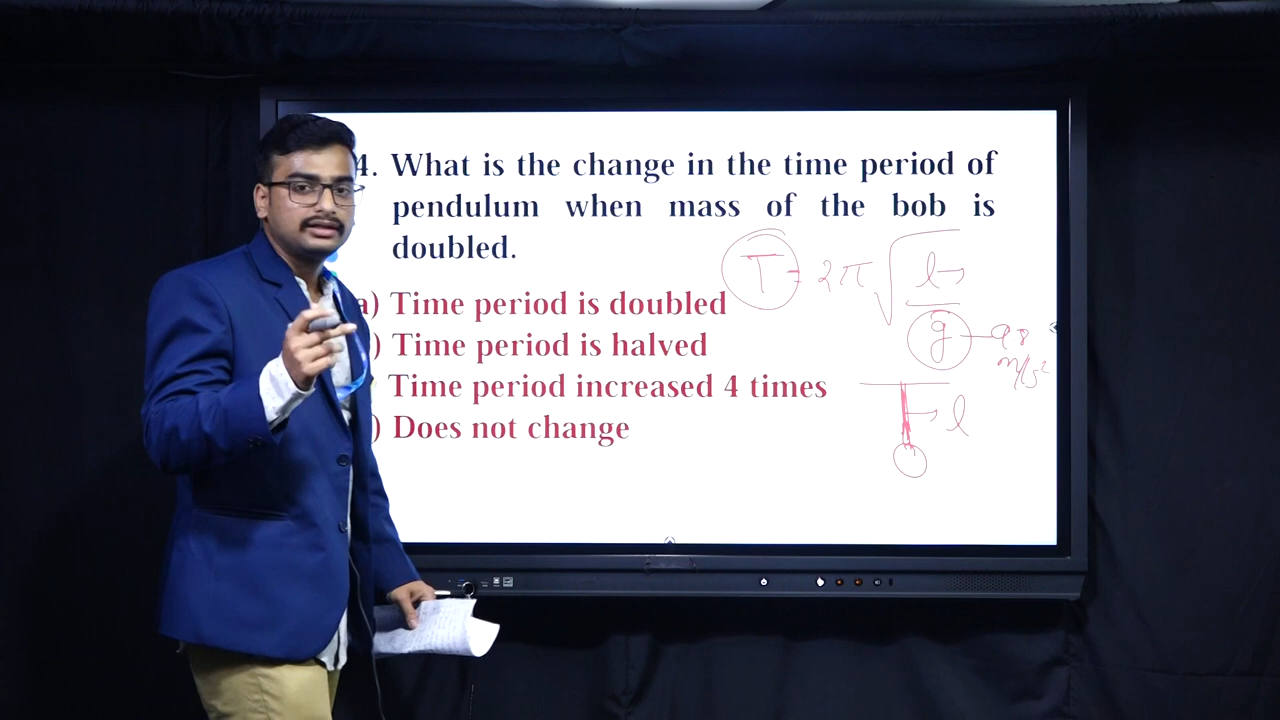 4. What is the change in the time period of
pendulum when mass of the bob is
doubled.
a) Time period is doubled
) Time period is halved
Time period increased 4 times
) Does not change
T = 2π √ l
g
9.8
m/s²
l